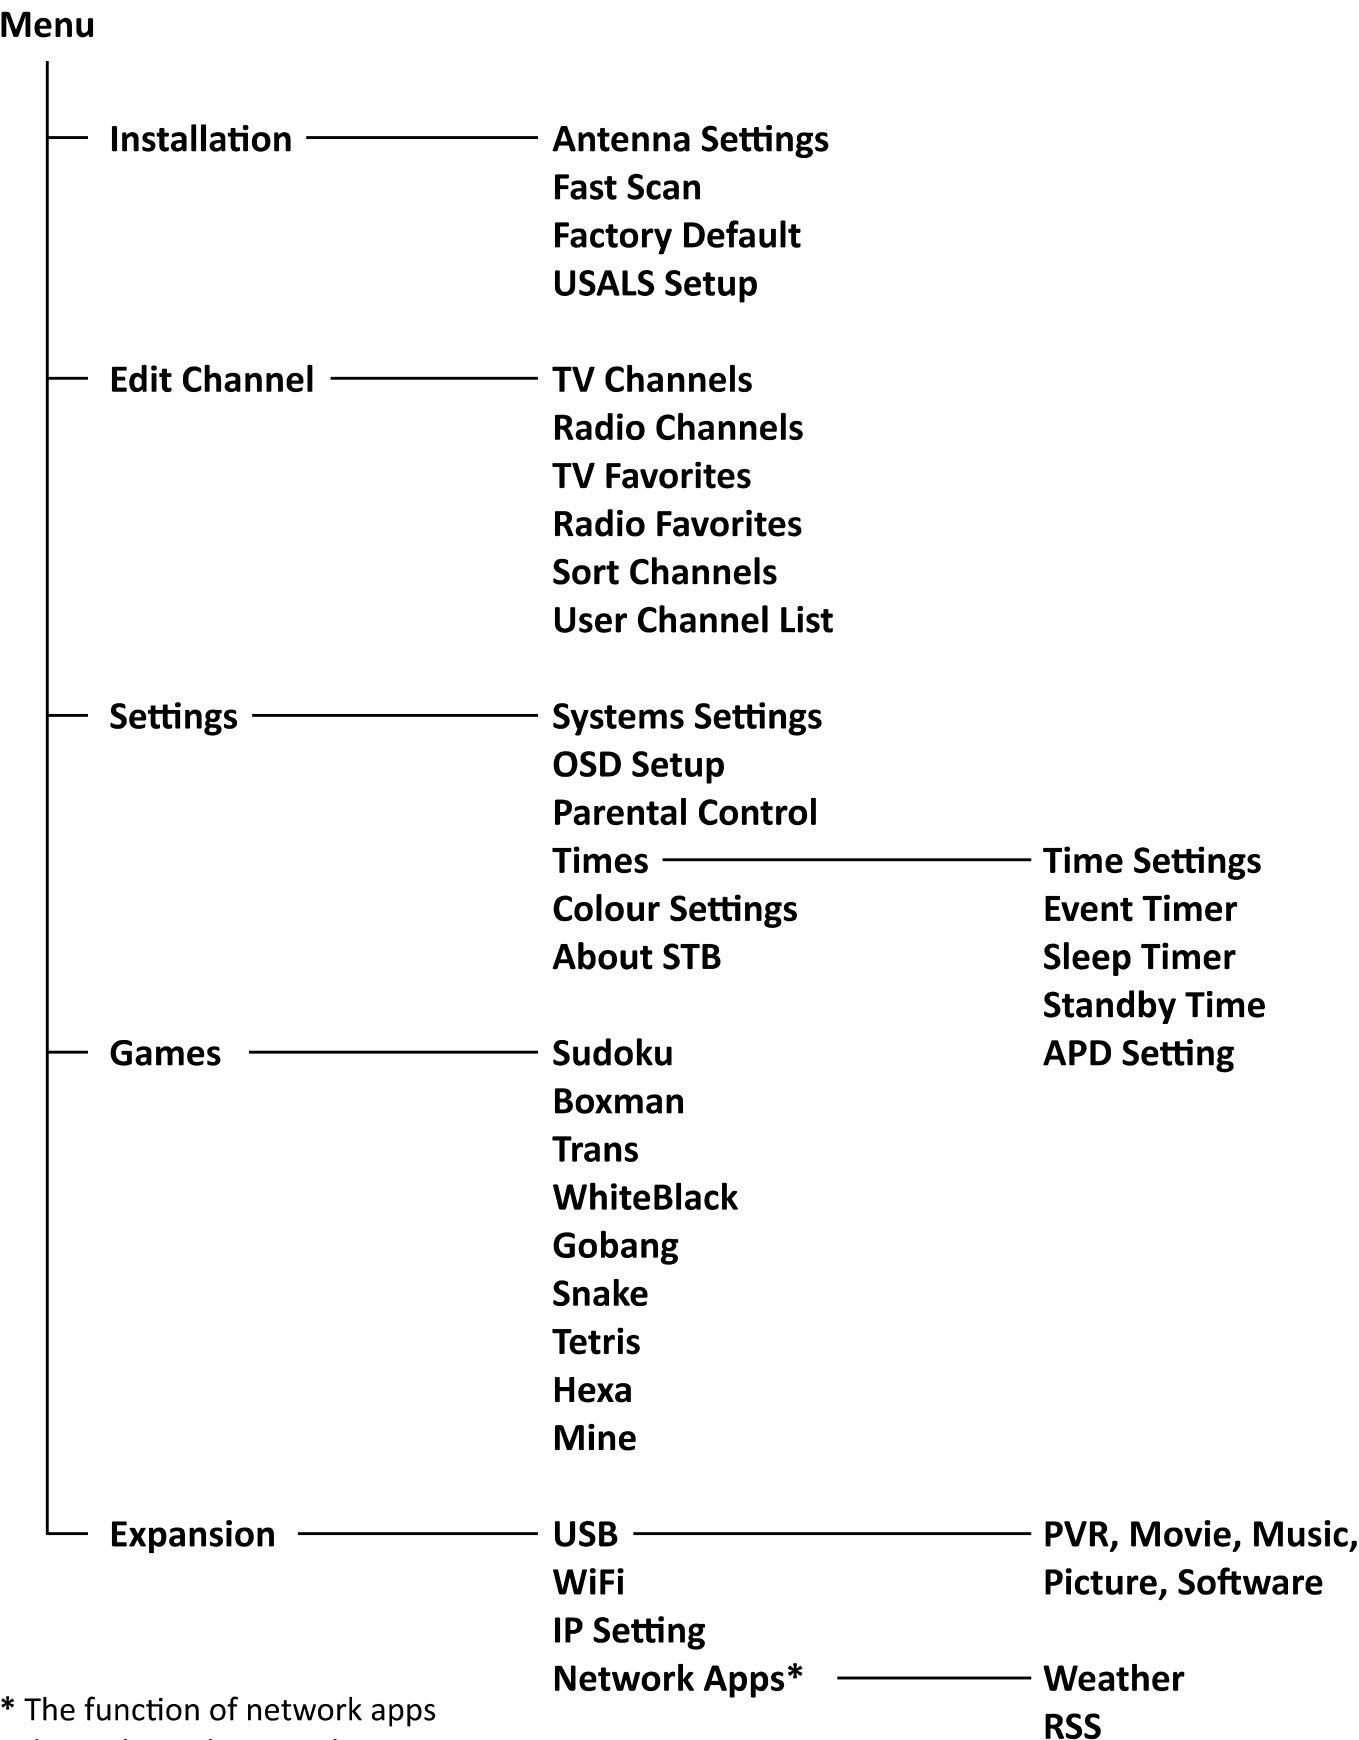 Menu
Installation
Antenna Settings
Fast Scan
Factory Default
USALS Setup
Edit Channel
TV Channels
Radio Channels
TV Favorites
Radio Favorites
Sort Channels
User Channel List
Settings
Systems Settings
OSD Setup
Parental Control
Times
Time Settings
Event Timer
Sleep Timer
Standby Time
APD Setting
Colour Settings
About STB
Games
Sudoku
Boxman
Trans
WhiteBlack
Gobang
Snake
Tetris
Hexa
Mine
Expansion
USB
PVR, Movie, Music,
Picture, Software
WiFi
IP Setting
Network Apps*
Weather
RSS
* The function of network apps